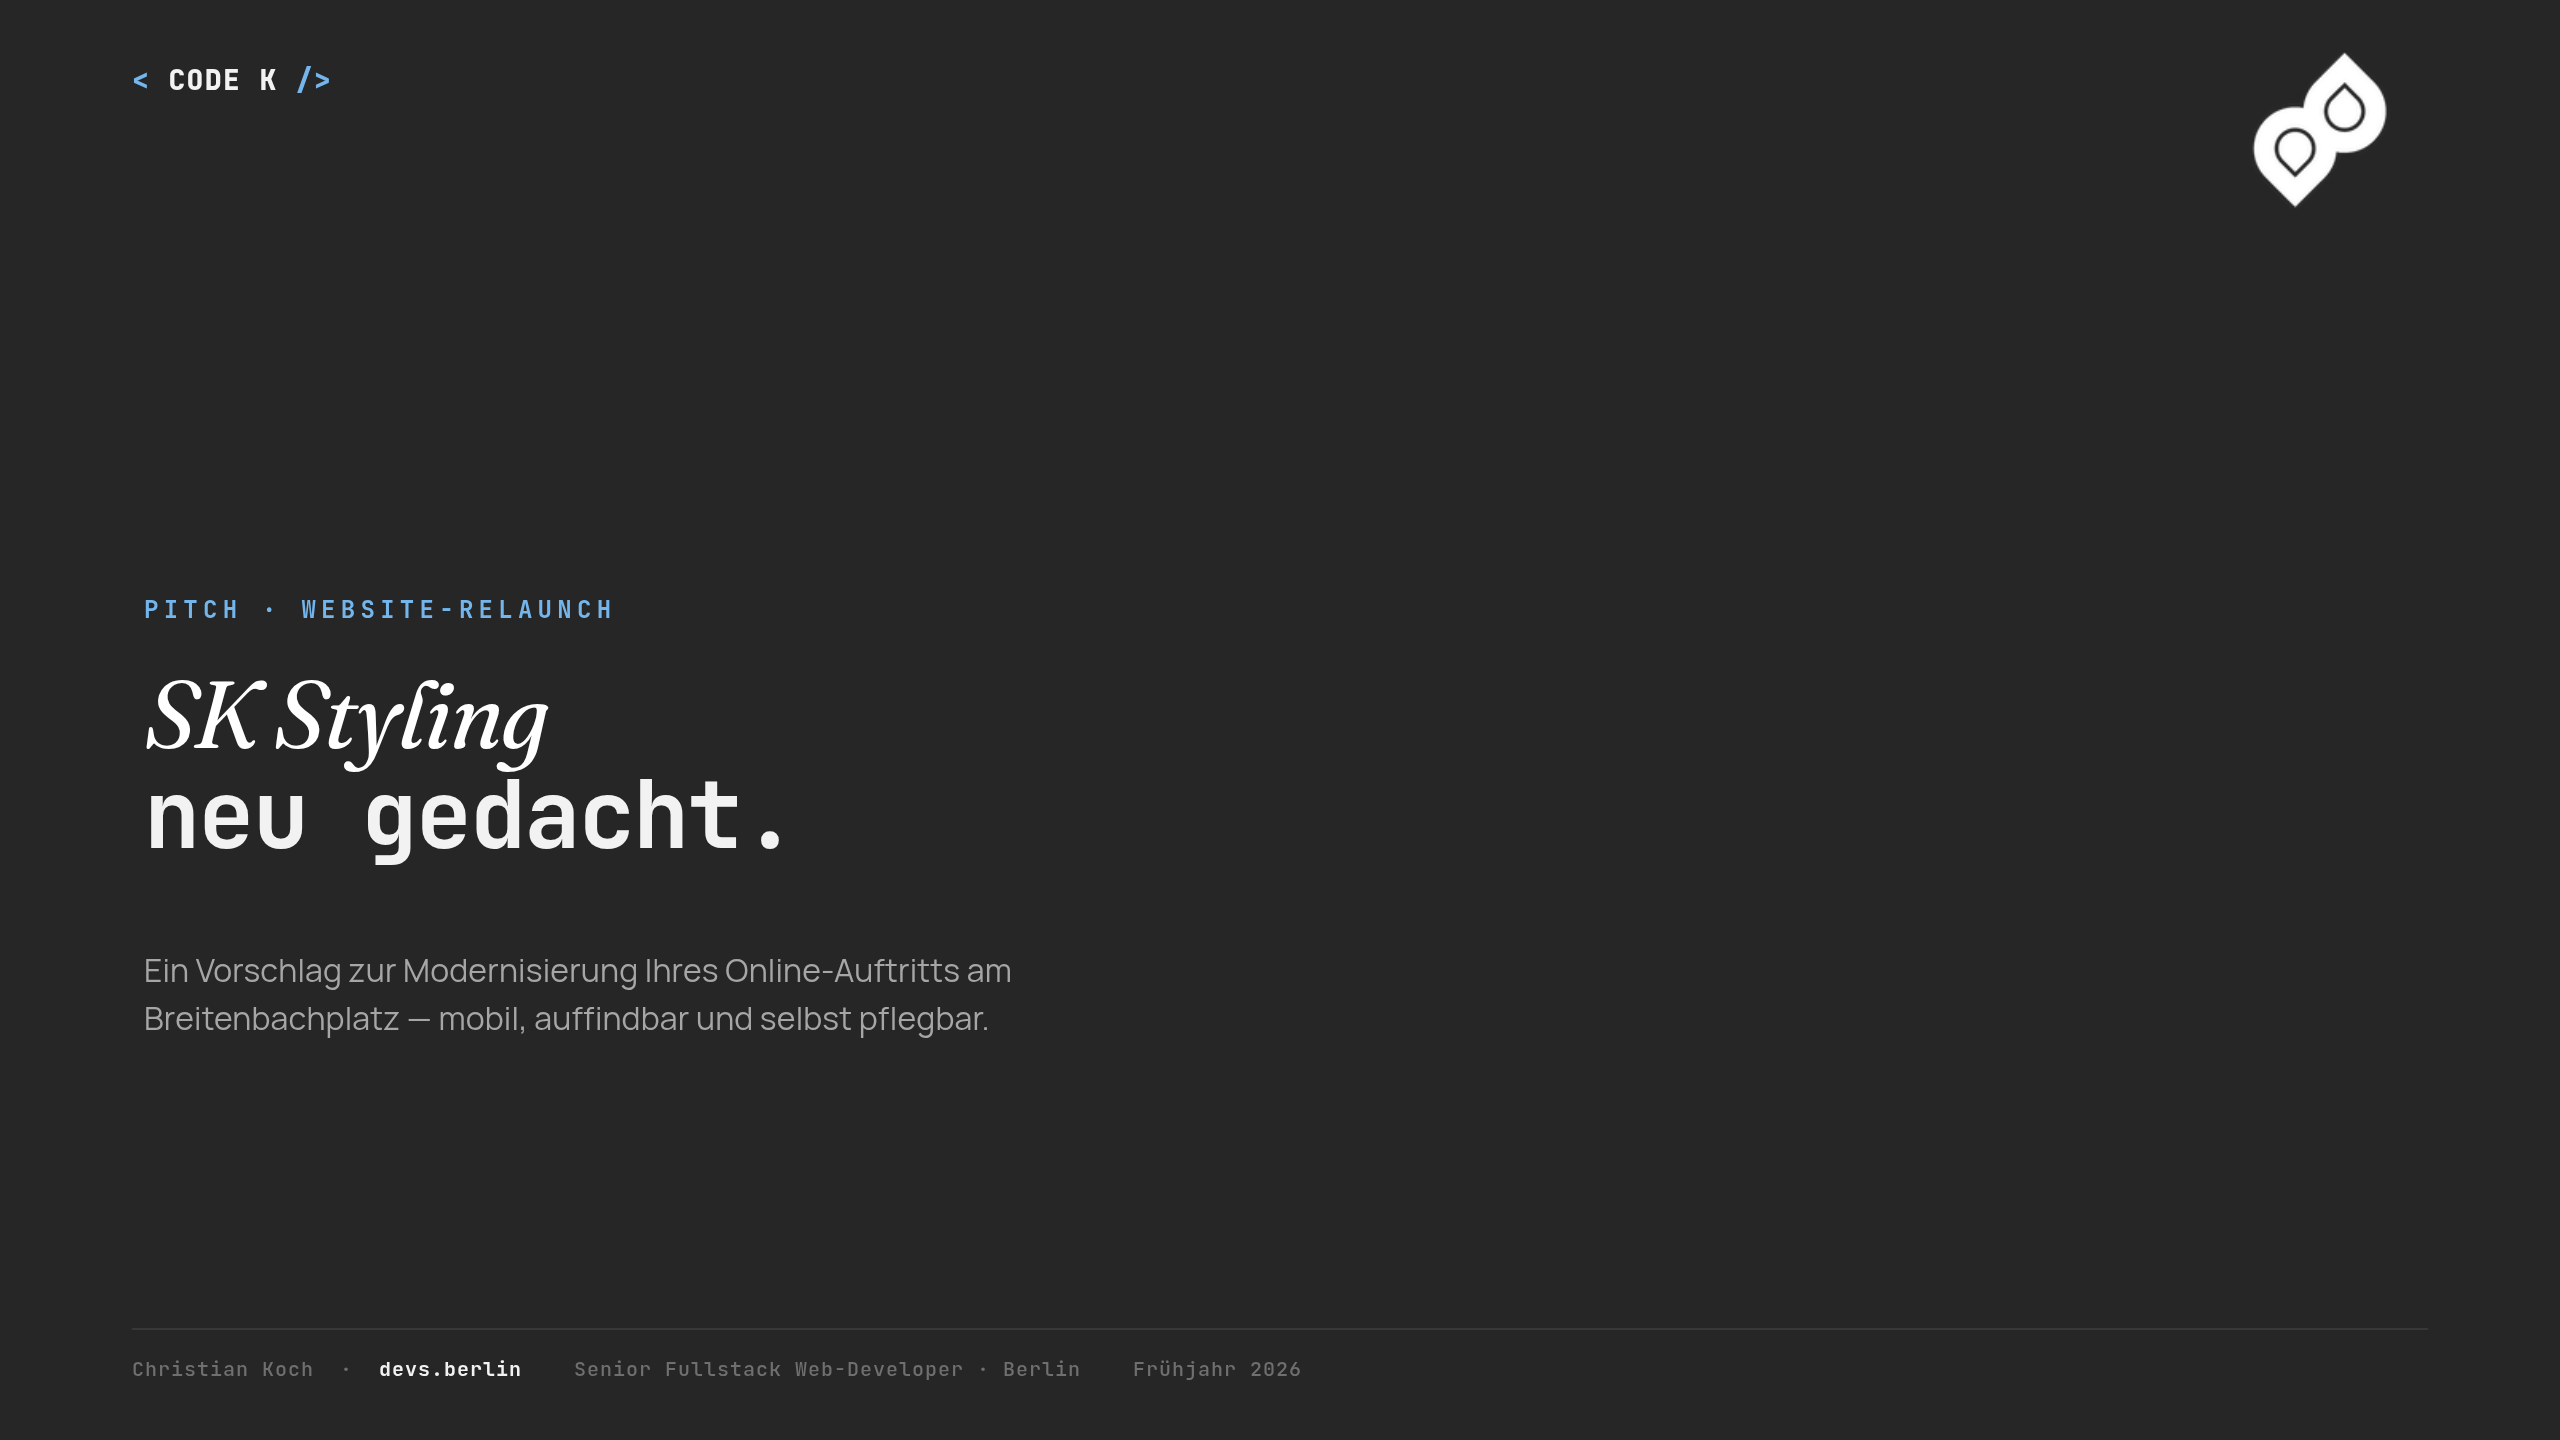 < CODE K />
PITCH · WEBSITE-RELAUNCH
SK Styling
neu gedacht.
Ein Vorschlag zur Modernisierung Ihres Online-Auftritts am
Breitenbachplatz — mobil, auffindbar und selbst pflegbar.
Christian Koch · devs.berlin Senior Fullstack Web-Developer · Berlin Frühjahr 2026